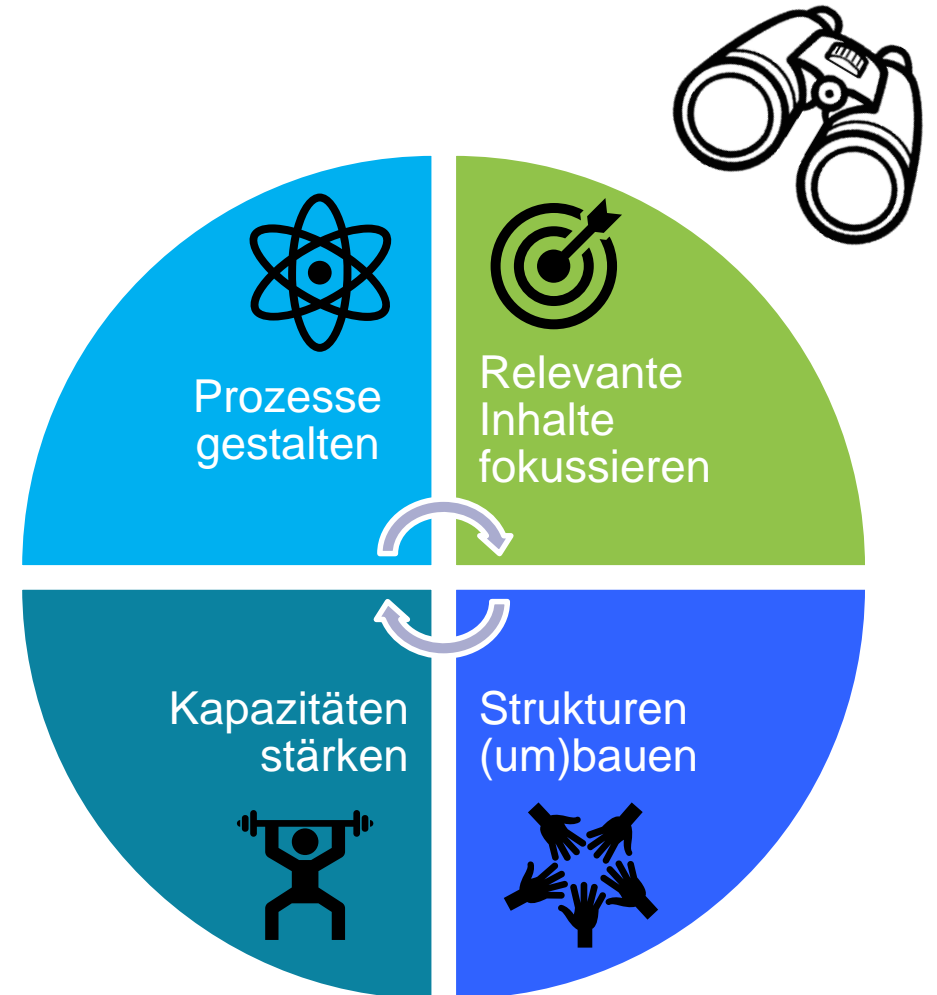 Prozesse
gestalten
Relevante
Inhalte
fokussieren
Kapazitäten
stärken
Strukturen
(um)bauen